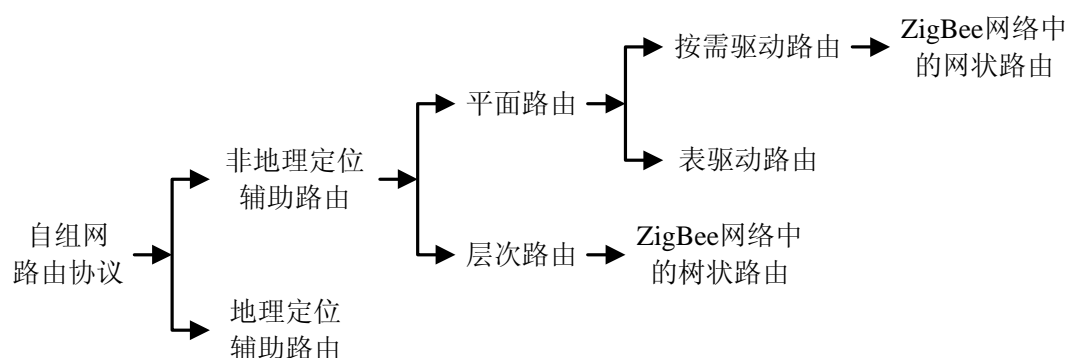 自组网
路由协议
非地理定位
辅助路由
地理定位
辅助路由
平面路由
层次路由
按需驱动路由
表驱动路由
ZigBee网络中
的网状路由
ZigBee网络中
的树状路由